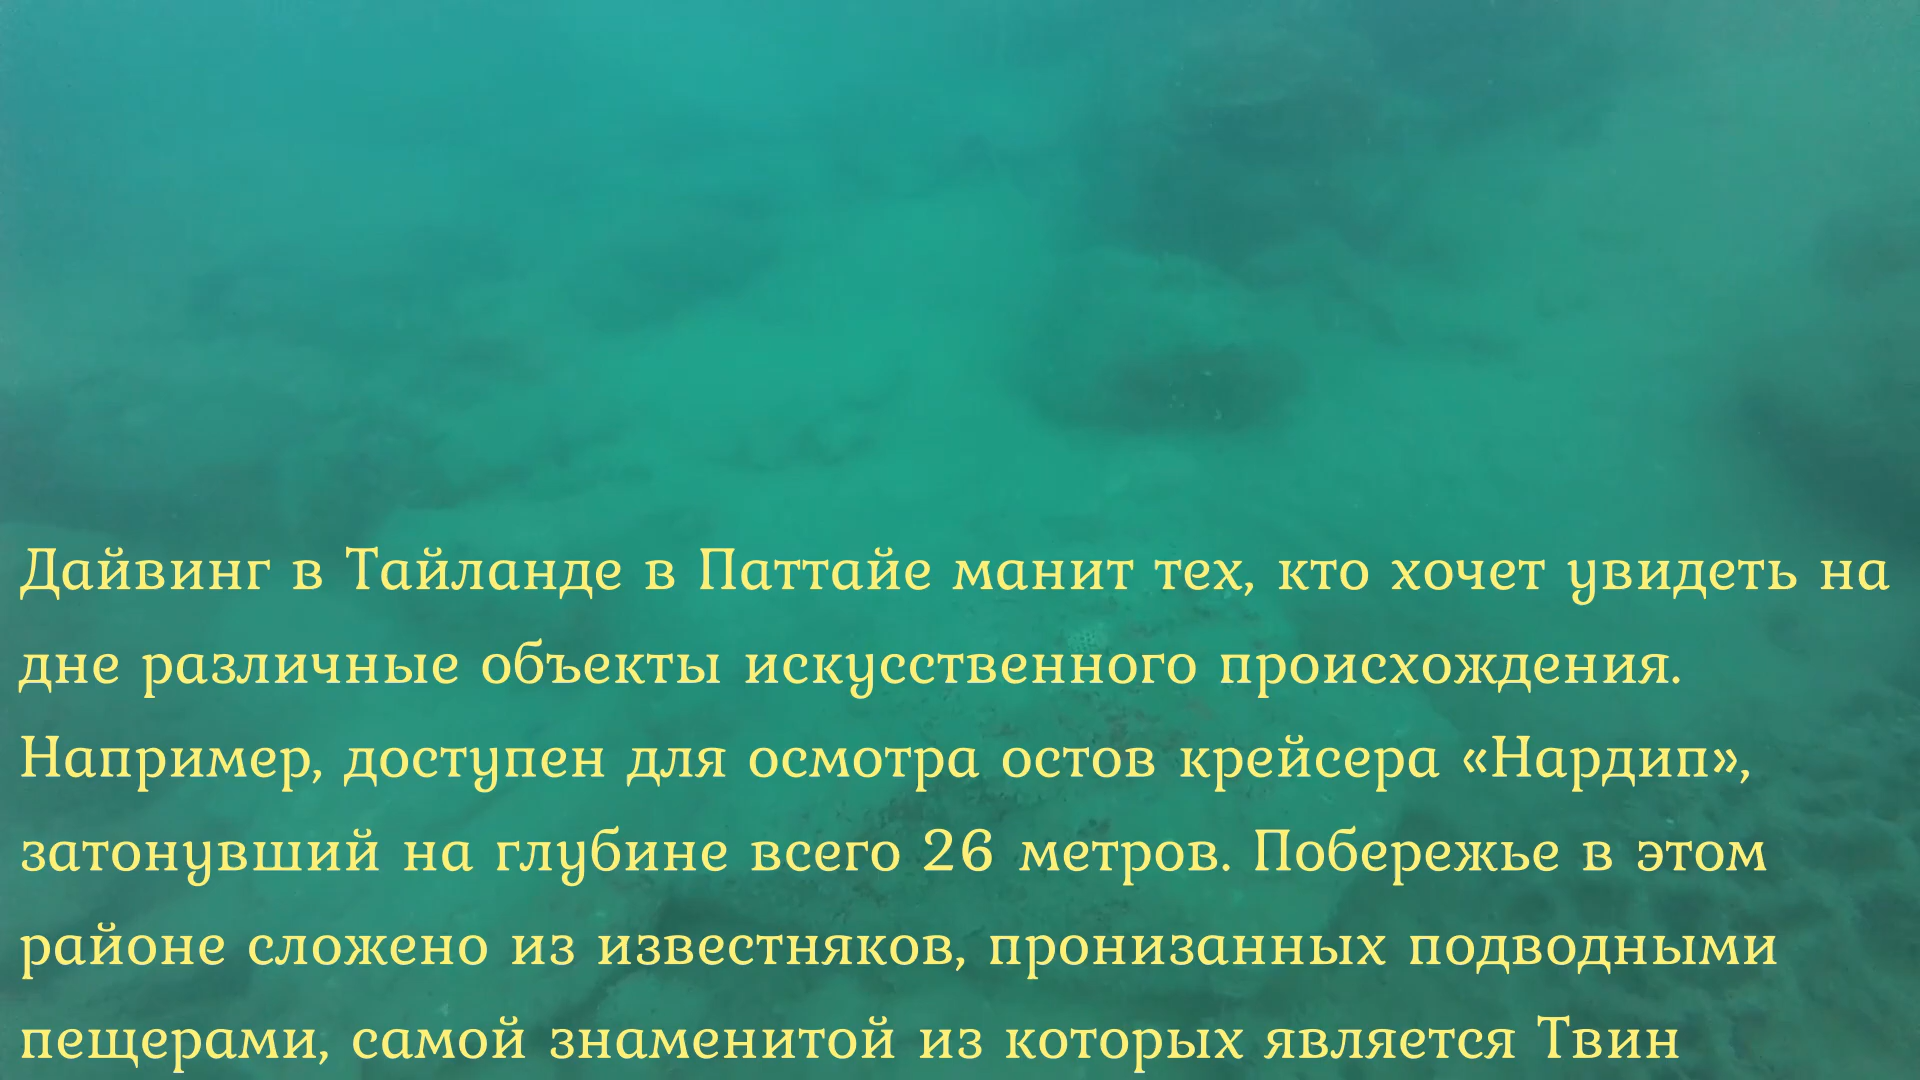 Дайвинг в Тайланде в Паттайе манит тех, кто хочет увидеть на
дне различные объекты искусственного происхождения.
Например, доступен для осмотра остов крейсера «Нардип»,
затонувший на глубине всего 26 метров. Побережье в этом
районе сложено из известняков, пронизанных подводными
пещерами, самой знаменитой из которых является Твин